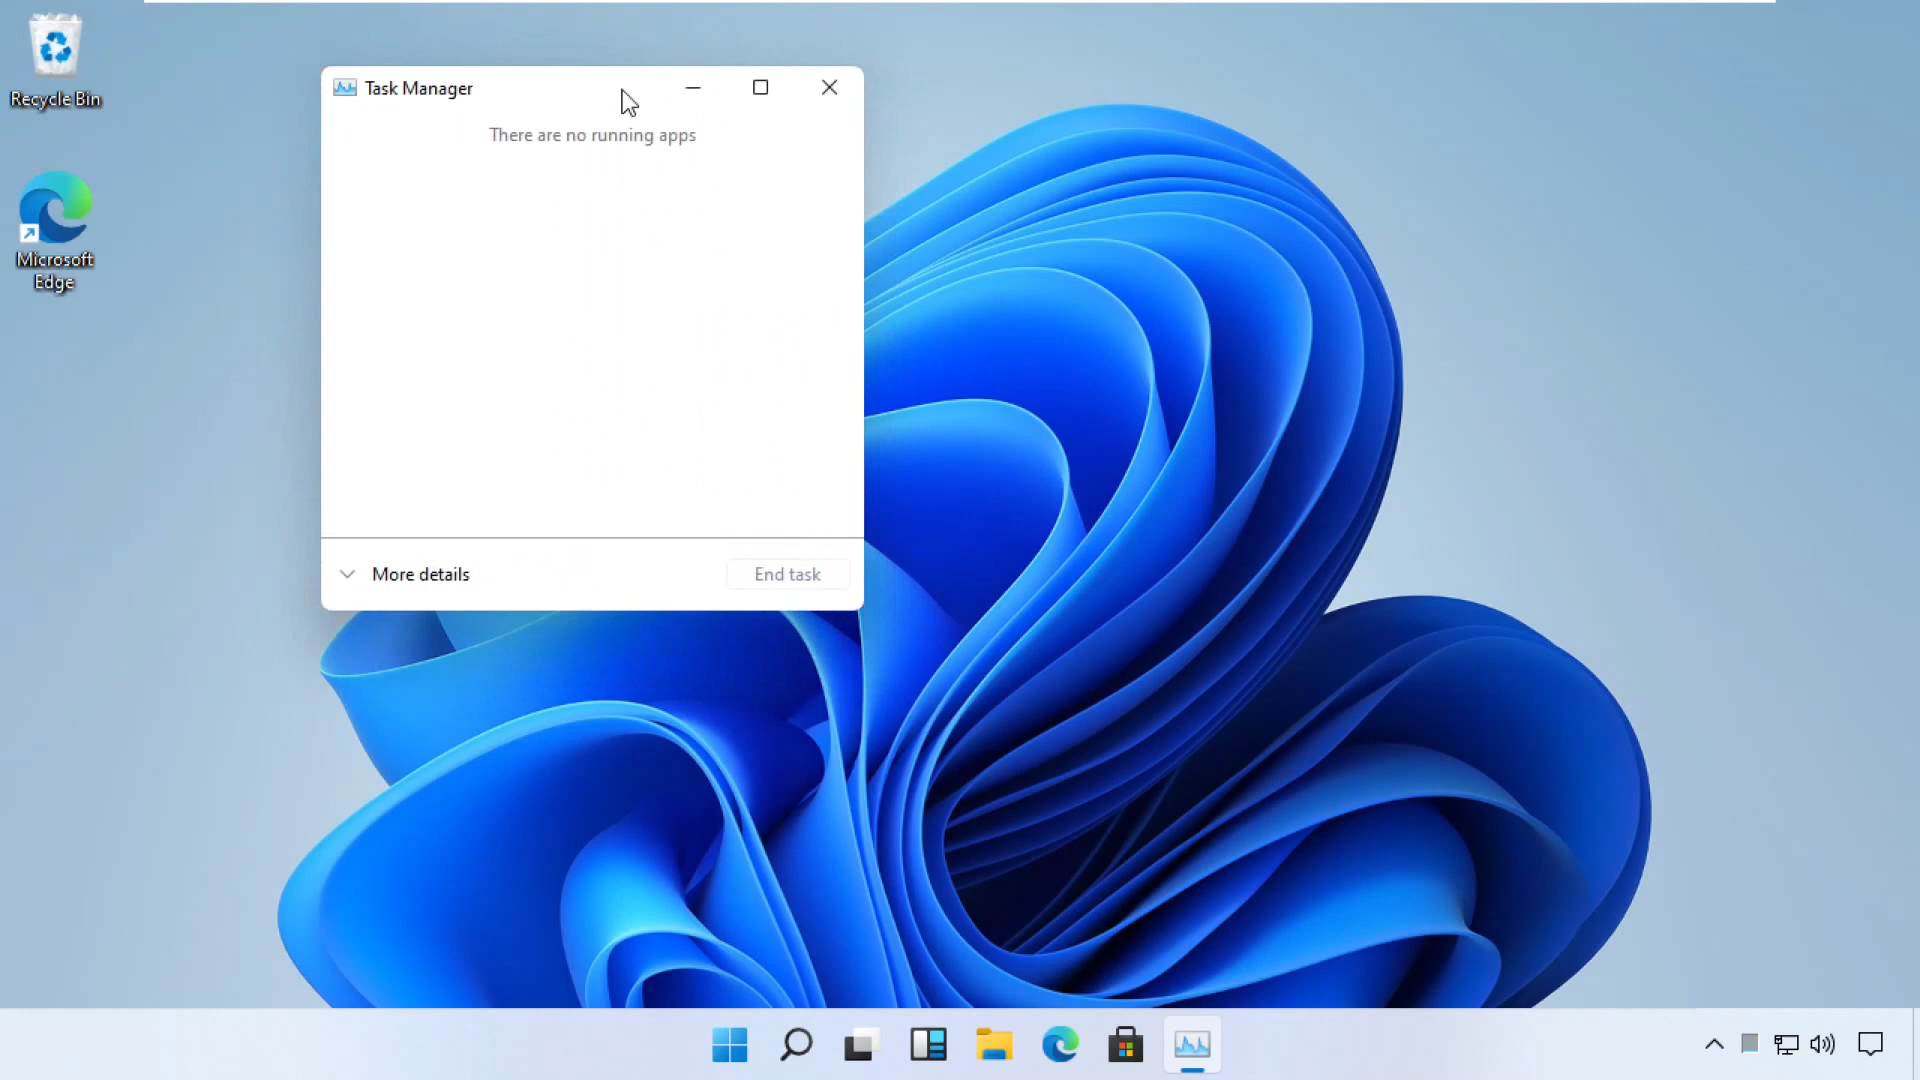 Recycle Bin
Microsoft
Edge
Task Manager
There are no running apps
More details
End task